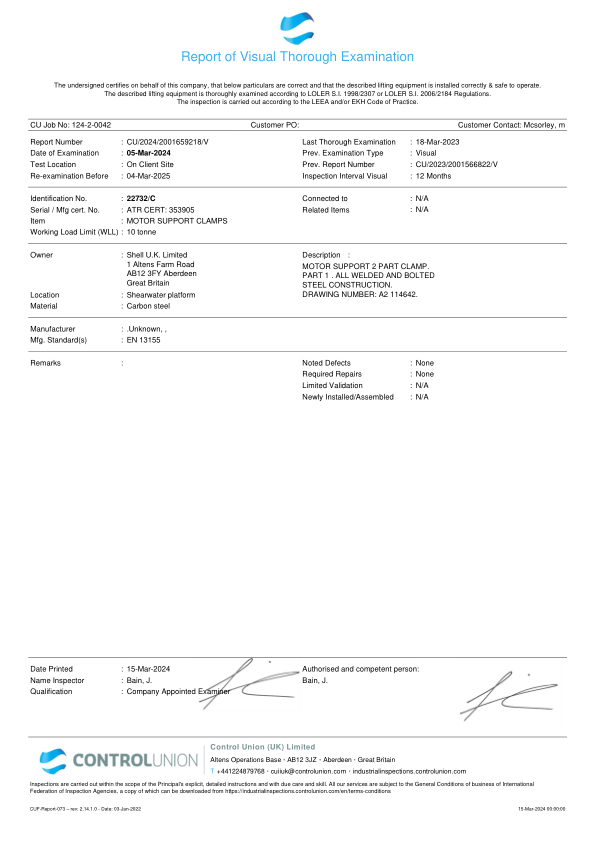 Report of Visual Thorough Examination
The undersigned certifies on behalf of this company, that below particulars are correct and that the described lifting equipment is installed correctly & safe to operate.
The described lifting equipment is thoroughly examined according to LOLER S.I. 1998/2307 or LOLER S.I. 2006/2184 Regulations.
The inspection is carried out according to the LEEA and/or EKH Code of Practice.
CU Job No: 124-2-0042 Customer PO: Customer Contact: Mcsorley, m
Report Number : CU/2024/2001659218/V Last Thorough Examination : 18-Mar-2023
Date of Examination : 05-Mar-2024 Prev. Examination Type : Visual
Test Location : On Client Site Prev. Report Number : CU/2023/2001566822/V
Re-examination Before : 04-Mar-2025 Inspection Interval Visual : 12 Months
Identification No. : 22732/C Connected to : N/A
Serial / Mfg cert. No. : ATR CERT: 353905 Related Items : N/A
Item : MOTOR SUPPORT CLAMPS
Working Load Limit (WLL) : 10 tonne
Owner : Shell U.K. Limited Description :
1 Altens Farm Road MOTOR SUPPORT 2 PART CLAMP.
AB12 3FY Aberdeen PART 1 . ALL WELDED AND BOLTED
Great Britain STEEL CONSTRUCTION.
Location : Shearwater platform DRAWING NUMBER: A2 114642.
Material : Carbon steel
Manufacturer : .Unknown, ,
Mfg. Standard(s) : EN 13155
Remarks : Noted Defects : None
Required Repairs : None
Limited Validation : N/A
Newly Installed/Assembled : N/A
Date Printed : 15-Mar-2024 Authorised and competent person:
Name Inspector : Bain, J. Bain, J.
Qualification : Company Appointed Examiner
CONTROLUNION
Control Union (UK) Limited
Altens Operations Base - AB12 3JZ - Aberdeen - Great Britain
T +441224879768 - cuiiuk@controlunion.com - industrialinspections.controlunion.com
Inspections are carried out within the scope of the Principal's explicit, detailed instructions and with due care and skill. All our services are subject to the General Conditions of business of International
Federation of Inspection Agencies, a copy of which can be downloaded from https://industrialinspections.controlunion.com/en/terms-conditions
CUF-Report-073 – rev: 2.14.1.0 - Date: 03-Jun-2022 15-Mar-2024 00:00:00